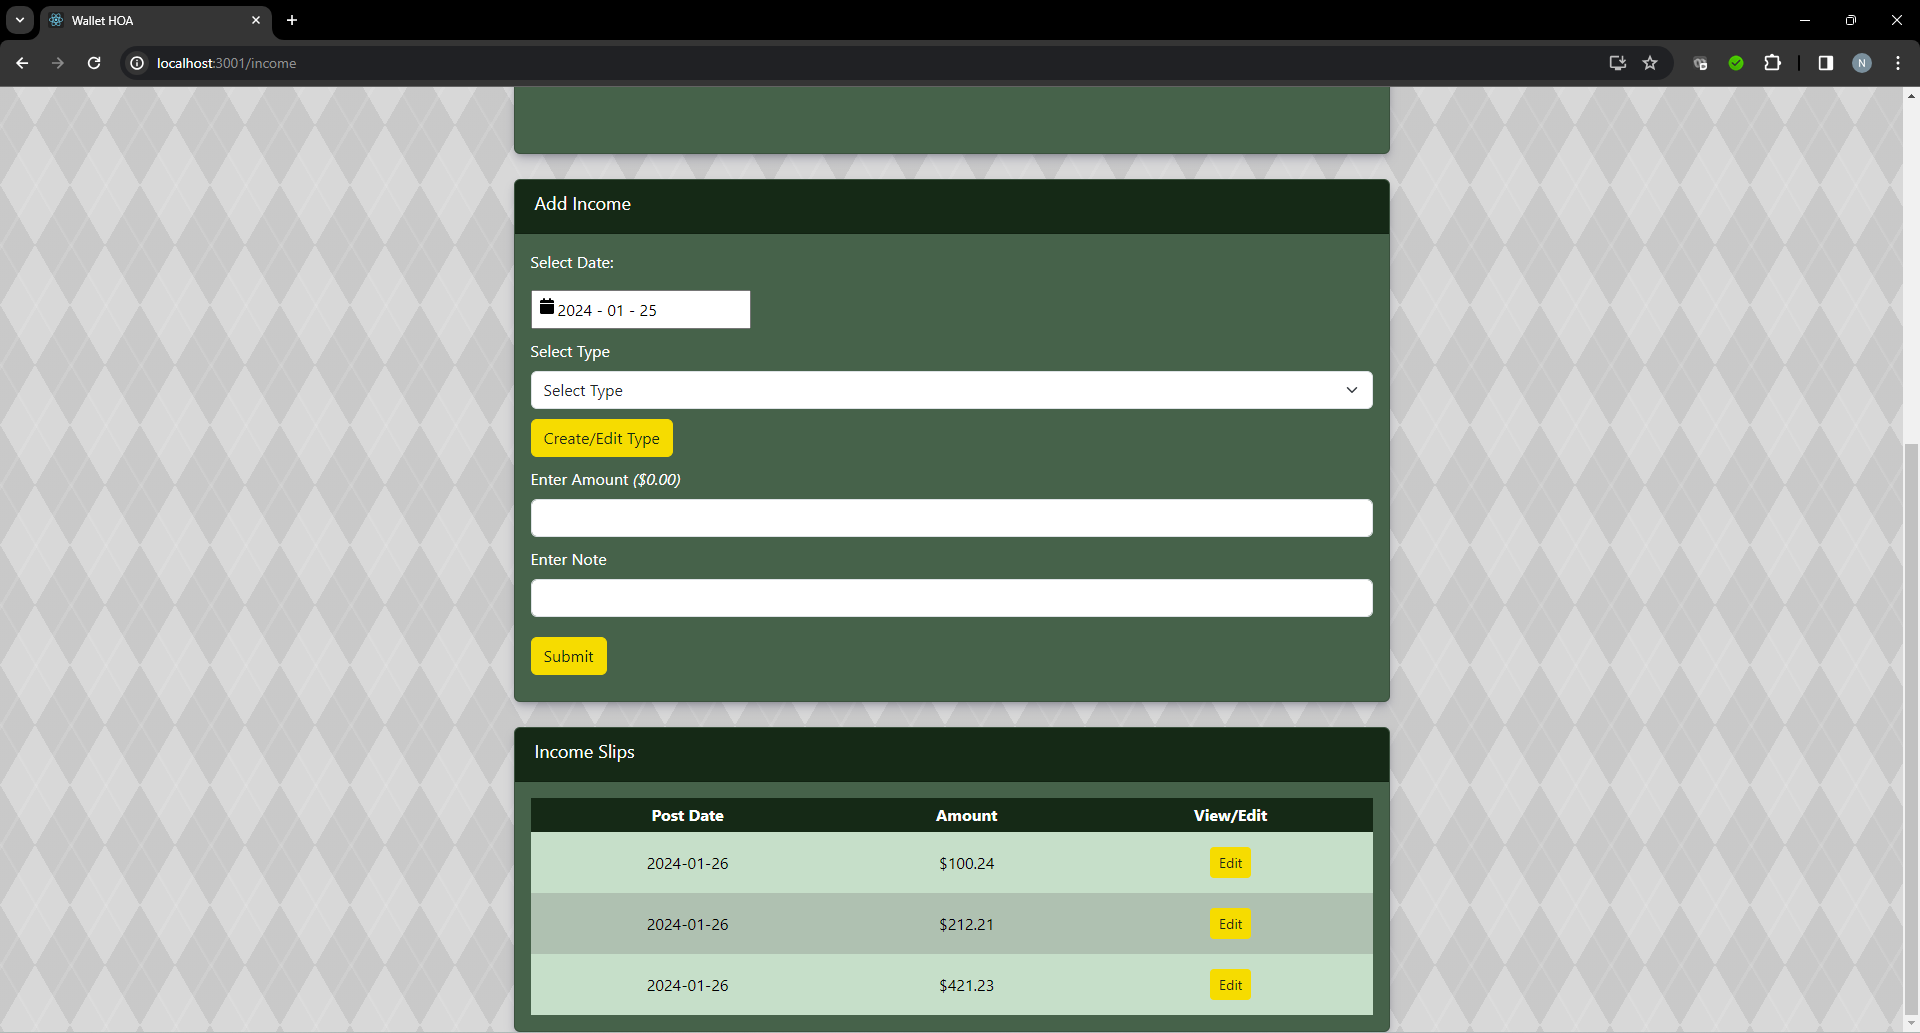 Wallet HOA
localhost:3001/income
N
Add Income
Select Date:
2024 - 01 - 25
Select Type
Select Type
Create/Edit Type
Enter Amount ($0.00)
Enter Note
Submit
Income Slips
Post Date Amount View/Edit
2024-01-26 $100.24 Edit
2024-01-26 $212.21 Edit
2024-01-26 $421.23 Edit